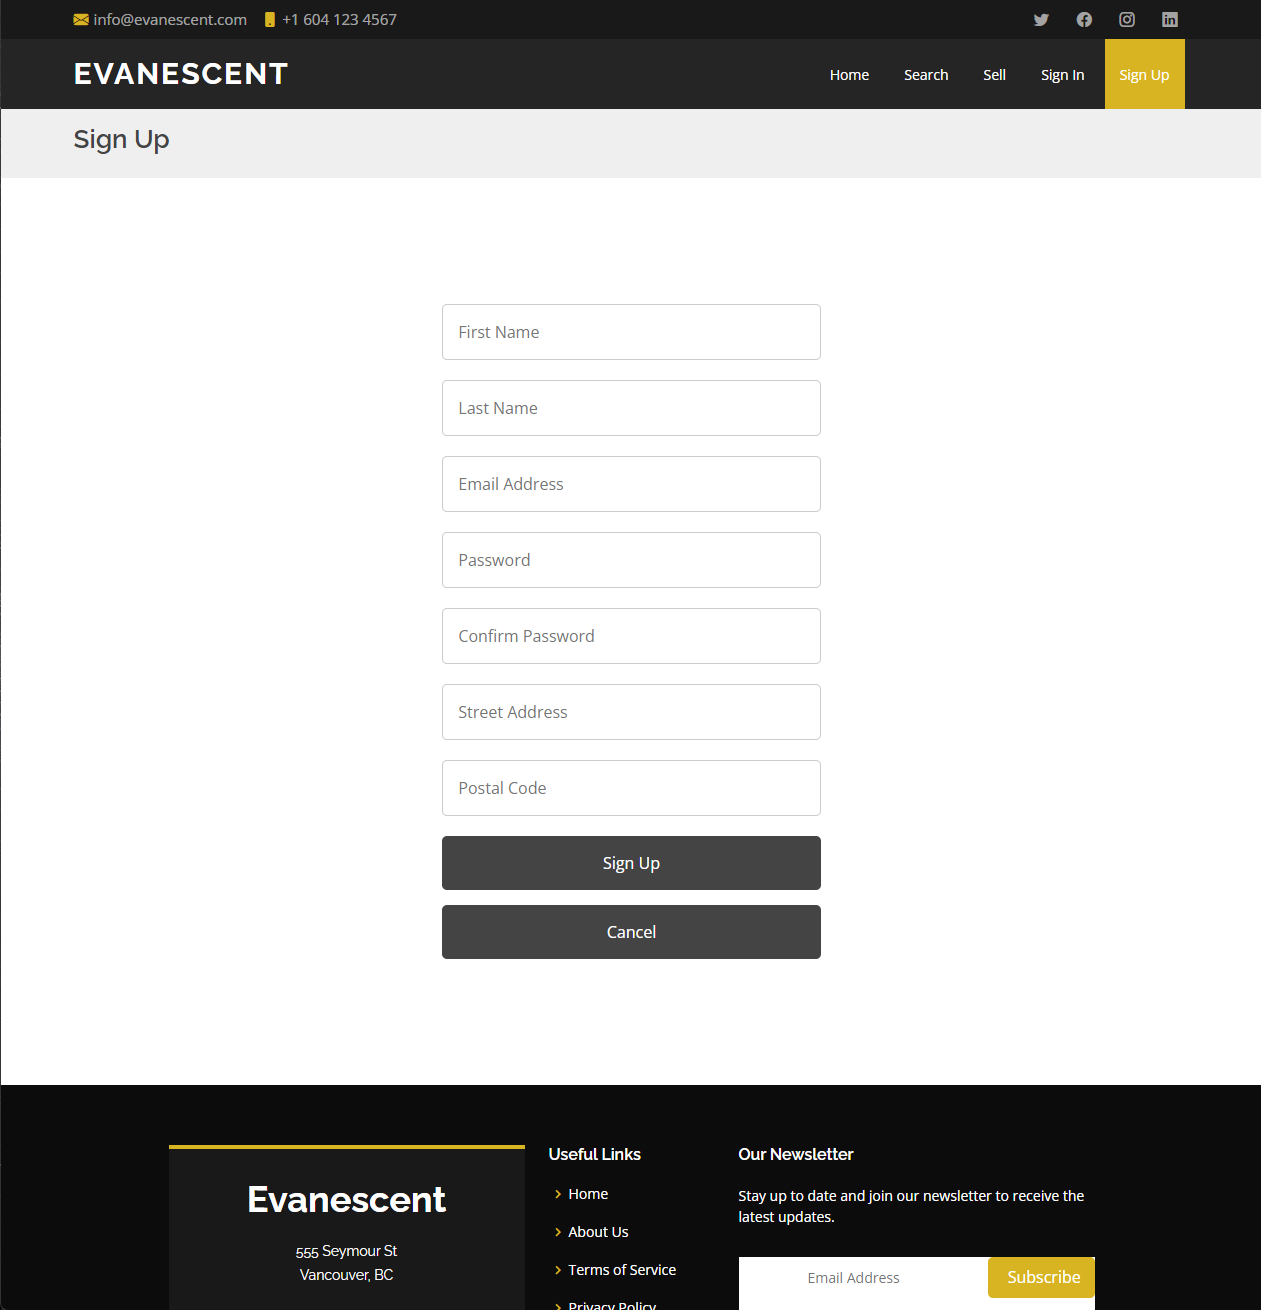 info@evanescent.com +1 604 123 4567
EVANESCENT
Home Search Sell Sign In Sign Up
Sign Up
First Name
Last Name
Email Address
Password
Confirm Password
Street Address
Postal Code
Sign Up
Cancel
Evanescent
555 Seymour St
Vancouver, BC
Useful Links
Home
About Us
Terms of Service
Privacy Policy
Our Newsletter
Stay up to date and join our newsletter to receive the
latest updates.
Email Address Subscribe